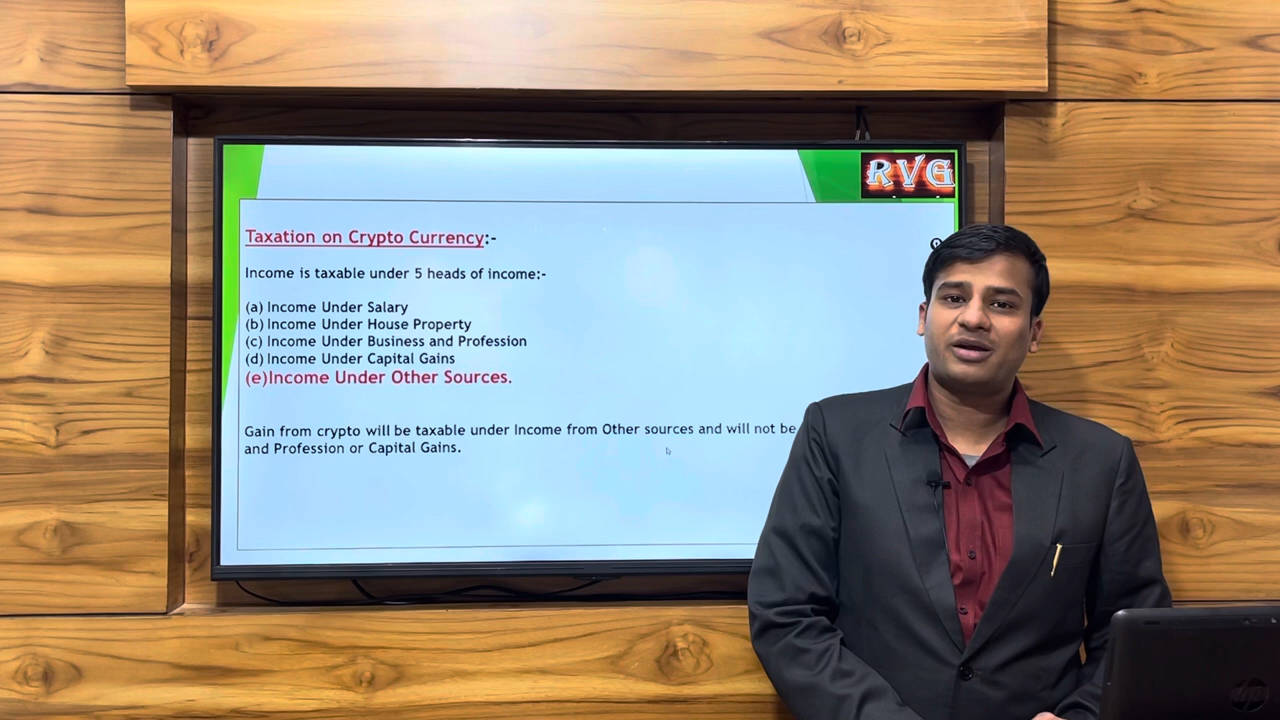 RVG
Taxation on Crypto Currency:-
Income is taxable under 5 heads of income:-
(a) Income Under Salary
(b) Income Under House Property
(c) Income Under Business and Profession
(d) Income Under Capital Gains
(e)Income Under Other Sources.
Gain from crypto will be taxable under Income from Other sources and will not be
and Profession or Capital Gains.
hp